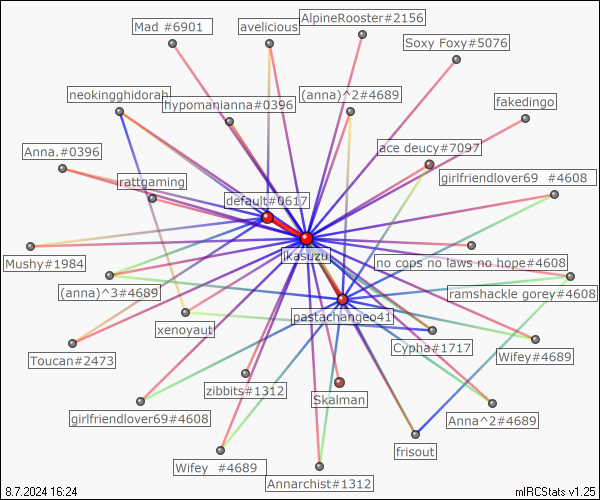 AlpineRooster#2156
Mad #6901
avelicious
Soxy Foxy#5076
neokingghidorah
(anna)^2#4689
hypomanianna#0396
fakedingo
Anna.#0396
ace deucy#7097
rattgaming
girlfriendlover69 #4608
default#0617
jkasuzu
Mushy#1984
no cops no laws no hope#4608
(anna)^3#4689
ramshackle gorey#4608
pastachangeo41
xenoyaut
Cypha#1717
Toucan#2473
Wifey#4689
zibbits#1312
Skalman
girlfriendlover69#4608
Anna^2#4689
frisout
Wifey #4689
Annarchist#1312
8.7.2024 16:24
mIRCStats v1.25